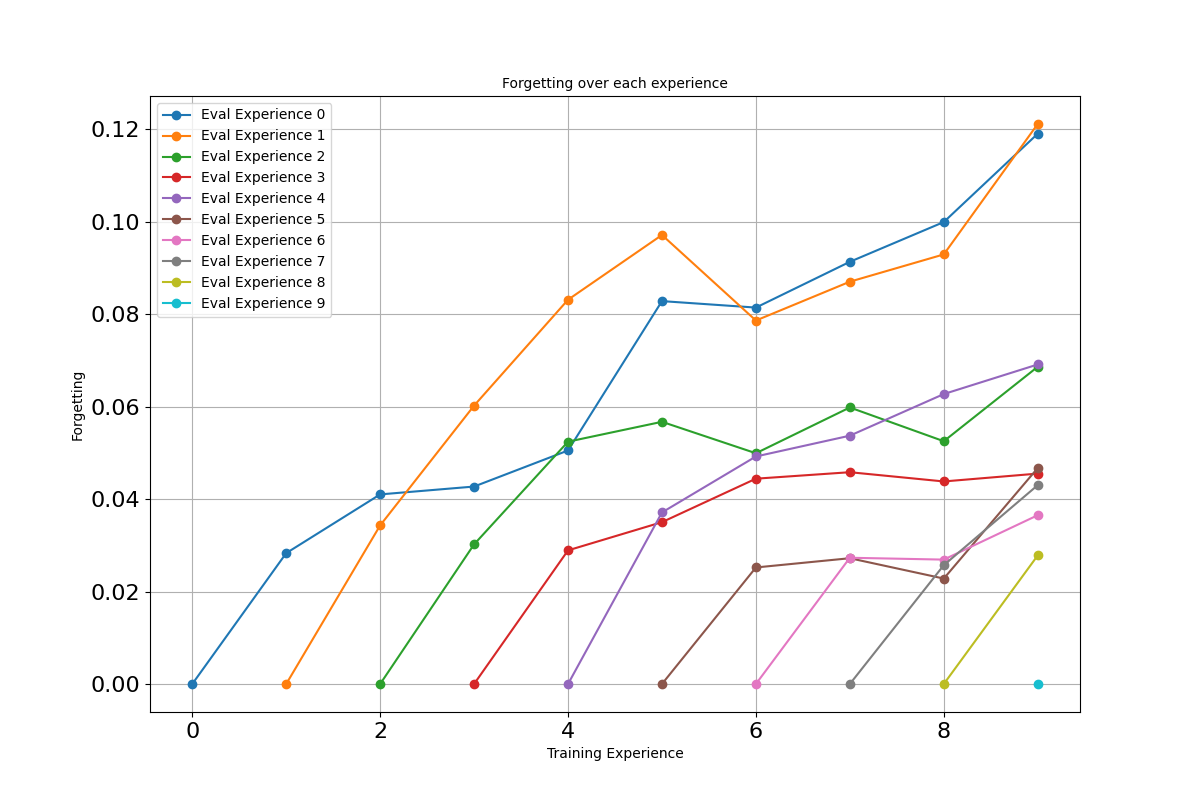 Forgetting over each experience
Eval Experience 0
Eval Experience 1
Eval Experience 2
Eval Experience 3
Eval Experience 4
Eval Experience 5
Eval Experience 6
Eval Experience 7
Eval Experience 8
Eval Experience 9
0.12
0.10
0.08
0.06
0.04
0.02
0.00
Forgetting
0 2 4 6 8
Training Experience